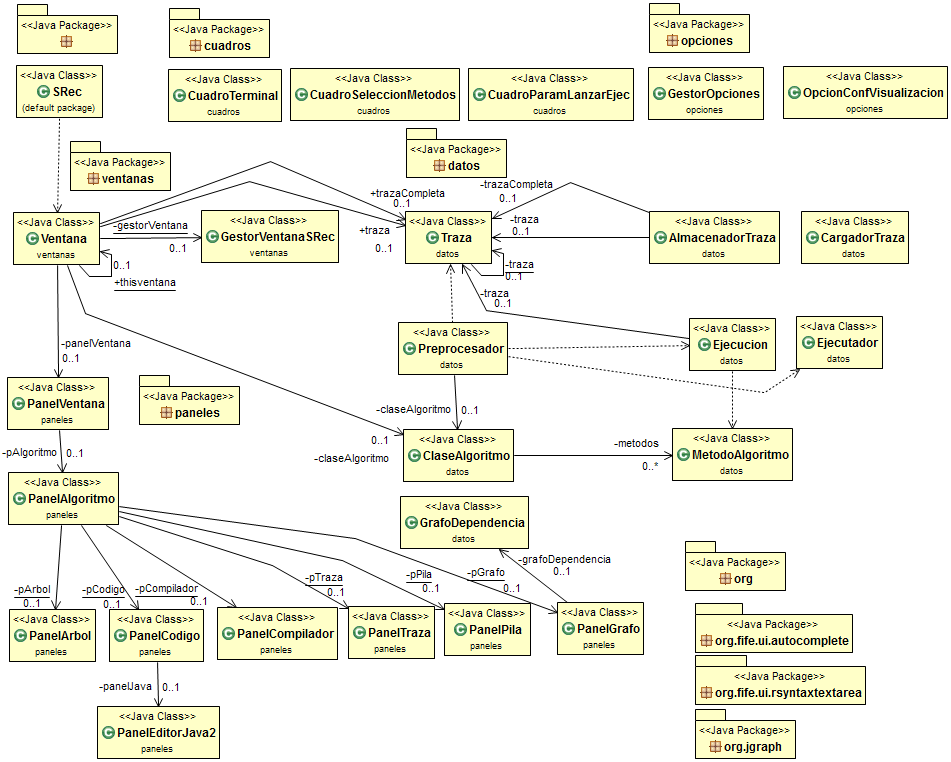 <<Java Package>>
<<Java Package>>
cuadros
<<Java Package>>
opciones
<<Java Class>>
SRec
(default package)
<<Java Class>>
CuadroTerminal
cuadros
<<Java Class>>
CuadroSeleccionMetodos
cuadros
<<Java Class>>
CuadroParamLanzarEjec
cuadros
<<Java Class>>
GestorOpciones
opciones
<<Java Class>>
OpcionConfVisualizacion
opciones
<<Java Package>>
ventanas
<<Java Package>>
datos
+trazaCompleta
0..1
-trazaCompleta
0..1
<<Java Class>>
Ventana
ventanas
-gestorVentana
0..1
<<Java Class>>
GestorVentanaSRec
ventanas
+traza
0..1
<<Java Class>>
Traza
datos
-traza
0..1
<<Java Class>>
AlmacenadorTraza
datos
<<Java Class>>
CargadorTraza
datos
0..1
+thisventana
-traza
0..1
-traza
0..1
<<Java Class>>
Preprocesador
datos
<<Java Class>>
Ejecucion
datos
<<Java Class>>
Ejecutador
datos
-panelVentana
0..1
<<Java Class>>
PanelVentana
paneles
<<Java Package>>
paneles
-claseAlgoritmo
0..1
0..1
-claseAlgoritmo
<<Java Class>>
ClaseAlgoritmo
datos
-metodos
0..*
<<Java Class>>
MetodoAlgoritmo
datos
-pAlgoritmo
0..1
<<Java Class>>
PanelAlgoritmo
paneles
<<Java Class>>
GrafoDependencia
datos
-grafoDependencia
0..1
-pArbol
0..1
-pCodigo
0..1
-pCompilador
0..1
-pTraza
0..1
-pPila
0..1
-pGrafo
0..1
<<Java Class>>
PanelArbol
paneles
<<Java Class>>
PanelCodigo
paneles
<<Java Class>>
PanelCompilador
paneles
<<Java Class>>
PanelTraza
paneles
<<Java Class>>
PanelPila
paneles
<<Java Class>>
PanelGrafo
paneles
-panelJava
0..1
<<Java Class>>
PanelEditorJava2
paneles
<<Java Package>>
org
<<Java Package>>
org.fife.ui.autocomplete
<<Java Package>>
org.fife.ui.rsyntaxtextarea
<<Java Package>>
org.jgraph